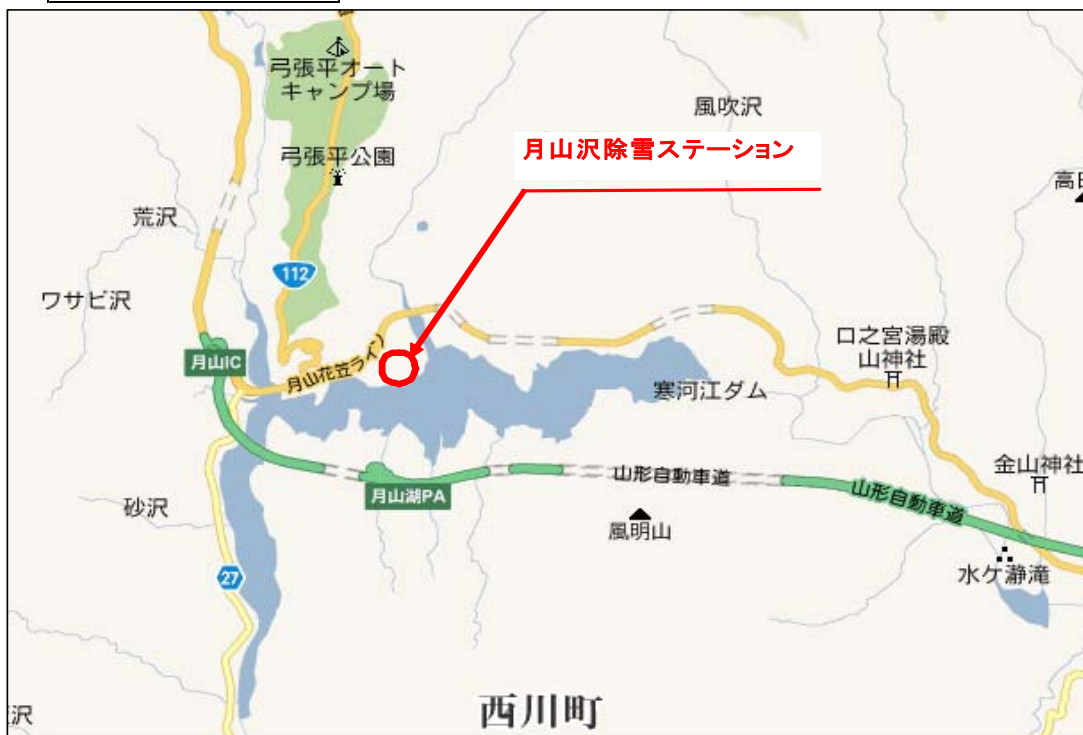 弓張平オート
キャンプ場
風吹沢
月山沢除雪ステーション
弓張平公園
荒沢
112
ワサビ沢
口之宮湯殿
山神社
月山IC
月山花笠ライン
寒河江ダム
金山神社
山形自動車道
山形自動車道
月山湖PA
砂沢
風明山
水ケ瀞滝
27
西川町
沢